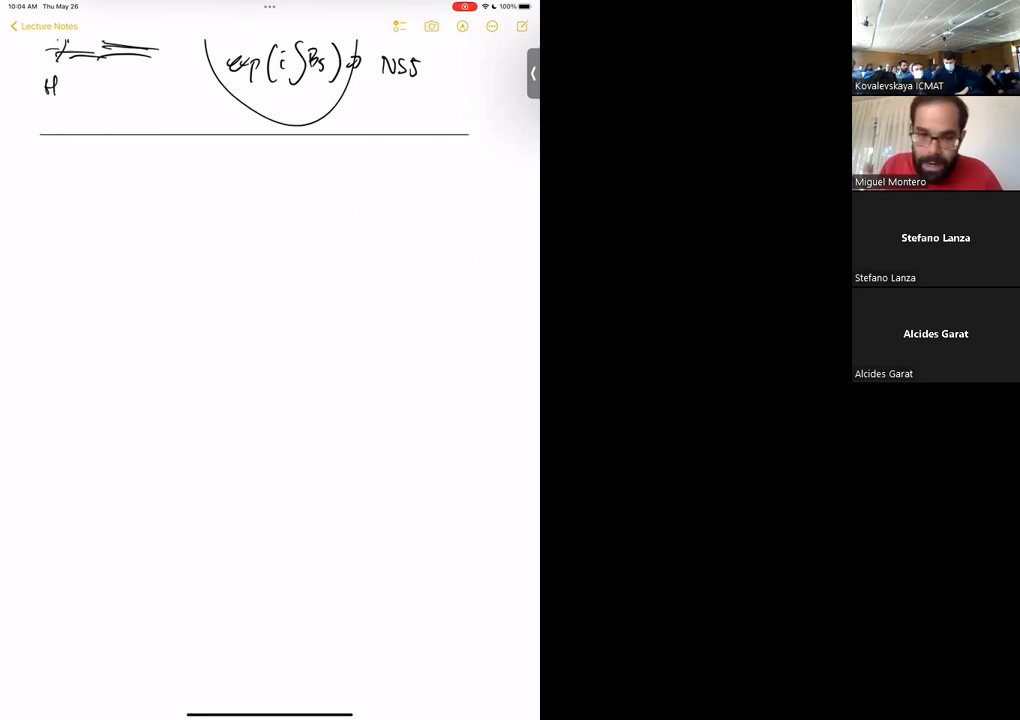 10:04 AM Thu May 26
100%
Lecture Notes
exp(i∫B₅) NS5
H
Kovalevskaya ICMAT
Miguel Montero
Stefano Lanza
Stefano Lanza
Alcides Garat
Alcides Garat